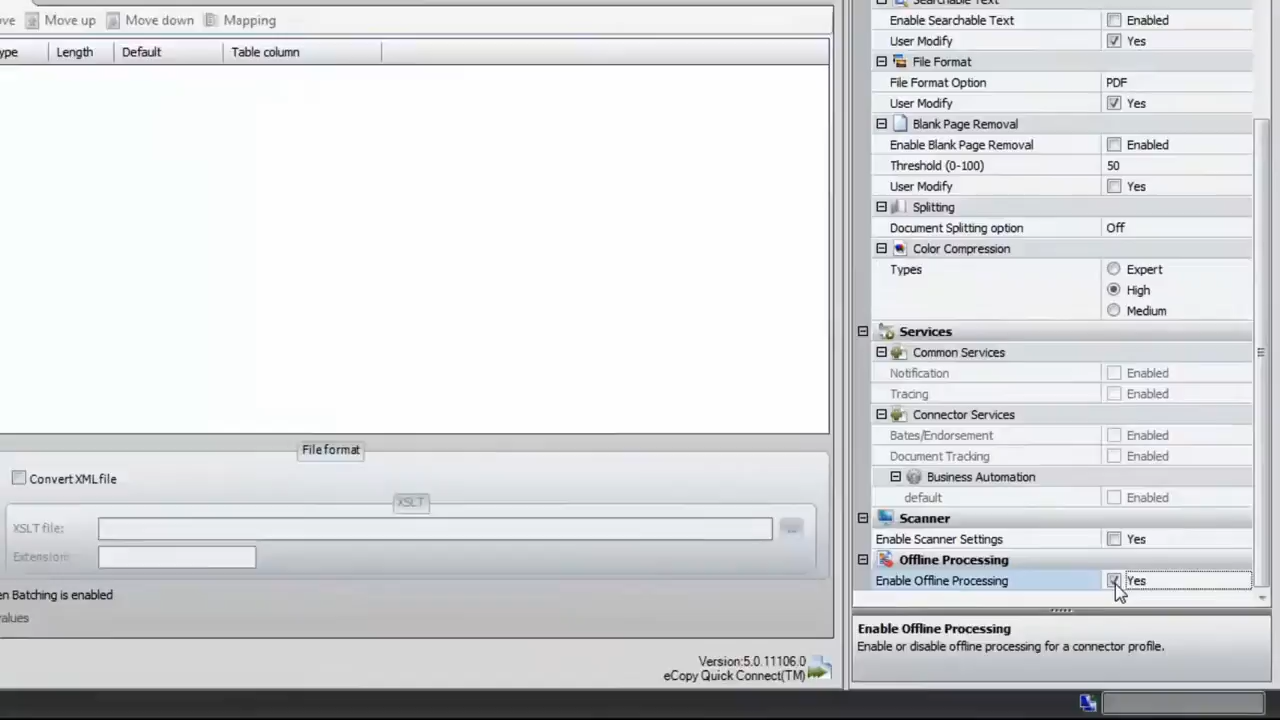 Move up Move down Mapping
Length Default Table column
File format
Convert XML file
XSLT
XSLT file:
...
Extension:
Batching is enabled
Version:5.0.11106.0
eCopy Quick Connect(TM)
Searchable Text
Enable Searchable Text Enabled
User Modify Yes
File Format
File Format Option PDF
User Modify Yes
Blank Page Removal
Enable Blank Page Removal Enabled
Threshold (0-100) 50
User Modify Yes
Splitting
Document Splitting option Off
Color Compression
Types Expert
High
Medium
Services
Common Services
Notification Enabled
Tracing Enabled
Connector Services
Bates/Endorsement Enabled
Document Tracking Enabled
Business Automation
default Enabled
Scanner
Enable Scanner Settings Yes
Offline Processing
Enable Offline Processing Yes
Enable Offline Processing
Enable or disable offline processing for a connector profile.